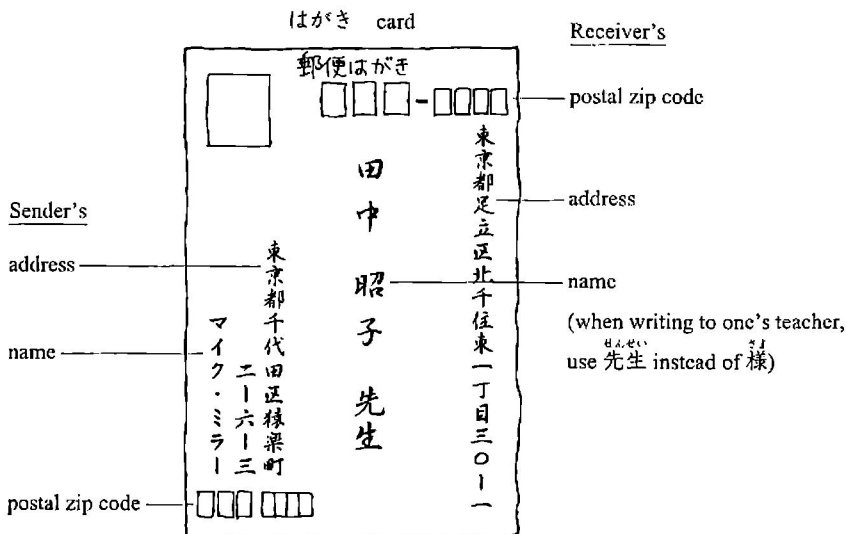 はがき card
Receiver's
郵便はがき
postal zip code
東京都足立区北千住東一丁目三〇ー一
address
田中 昭子 先生
name
(when writing to one's teacher,
せんせい さま
use 先生 instead of 様)
Sender's
address
東京都千代田区猿楽町
二ー六ー三
name
マイク・ミラー
postal zip code